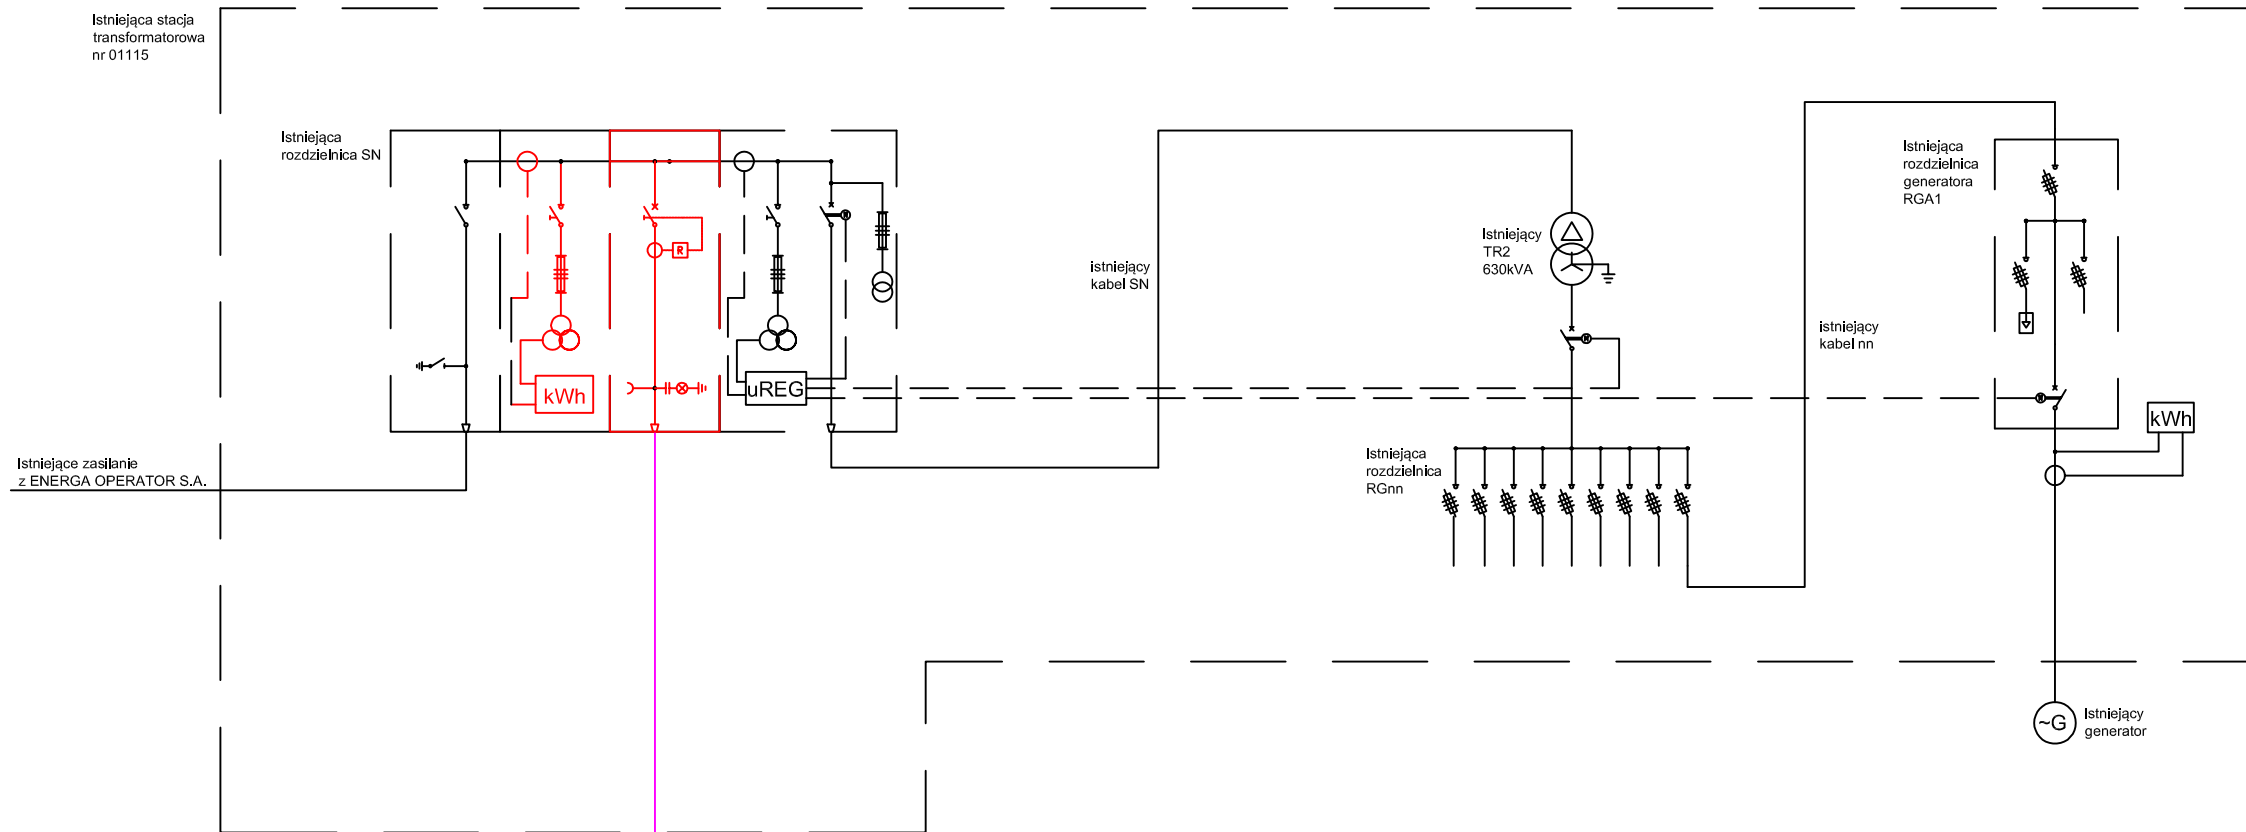 Istniejąca stacja
transformatorowa
nr 01115
Istniejąca
rozdzielnica SN
Istniejąca
rozdzielnica
generatora
RGA1
Istniejący
TR2
630kVA
istniejący
kabel SN
istniejący
kabel nn
R
kWh
uREG
kWh
Istniejące zasilanie
z ENERGA OPERATOR S.A.
Istniejąca
rozdzielnica
RGnn
~G
Istniejący
generator